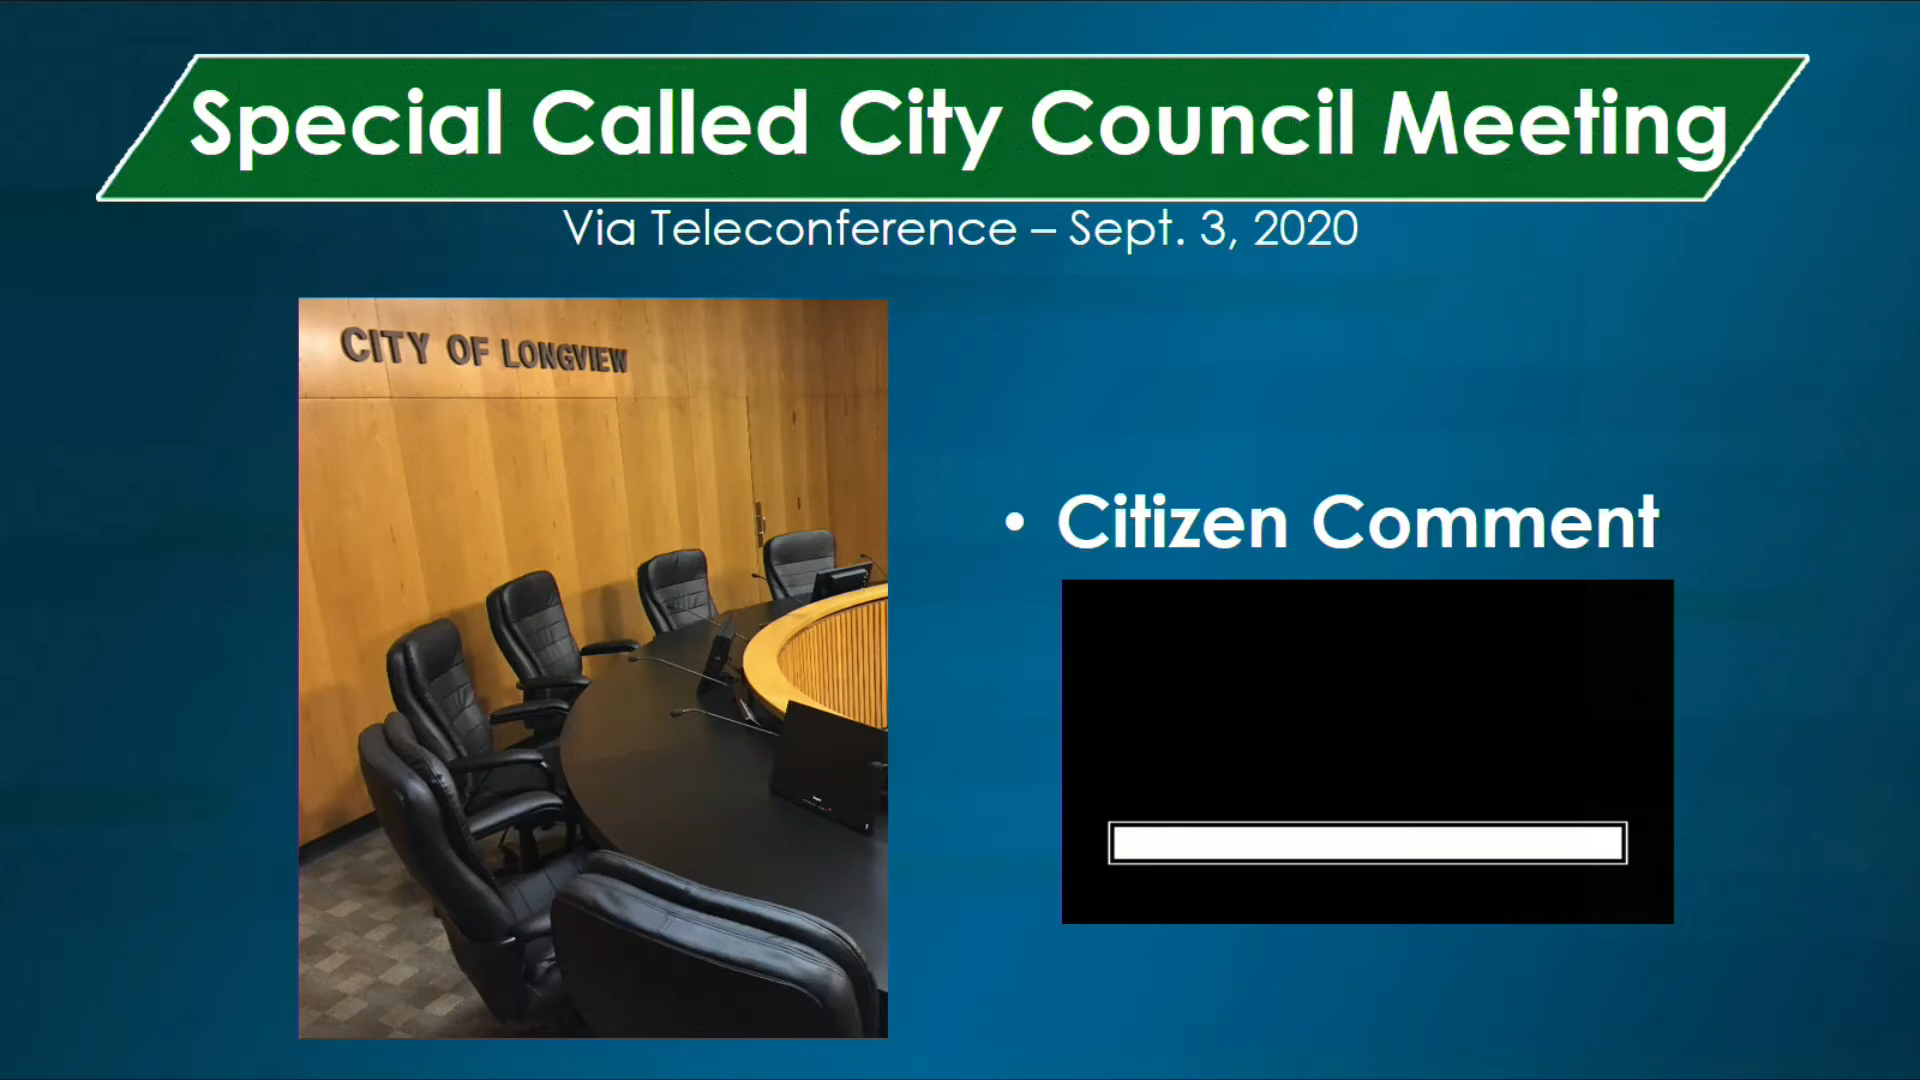 Special Called City Council Meeting
Via Teleconference – Sept. 3, 2020
CITY OF LONGVIEW
• Citizen Comment